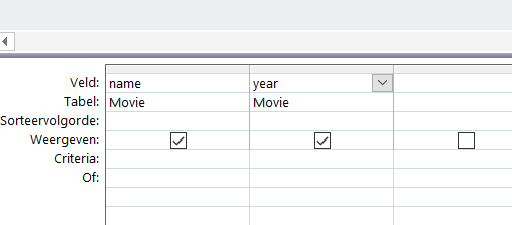 Veld: name year
Tabel: Movie Movie
Sorteervolgorde:
Weergeven:
Criteria:
Of: